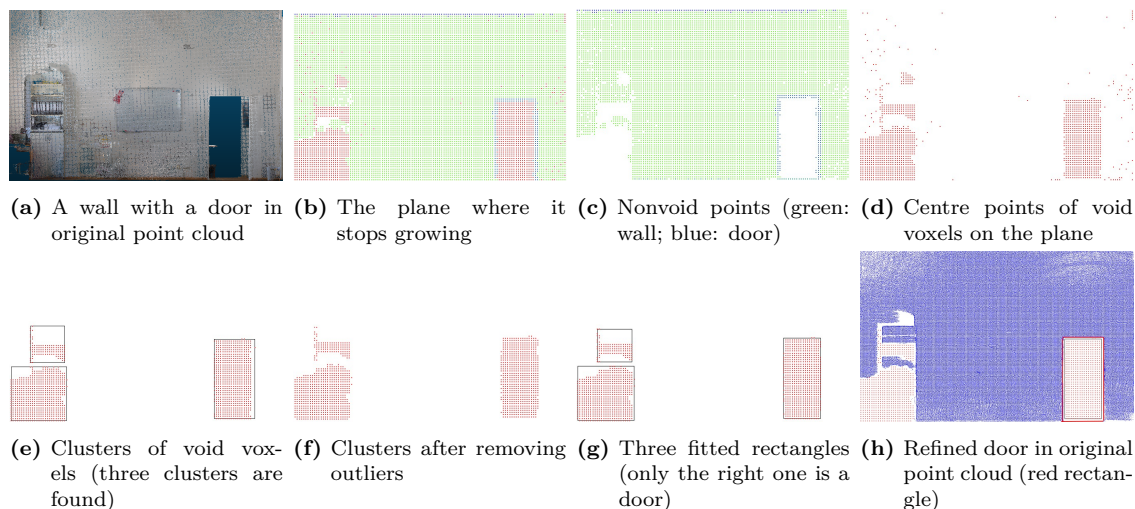 (a) A wall with a door in
original point cloud
(b) The plane where it
stops growing
(c) Nonvoid points (green:
wall; blue: door)
(d) Centre points of void
voxels on the plane
(e) Clusters of void vox-
els (three clusters are
found)
(f) Clusters after removing
outliers
(g) Three fitted rectangles
(only the right one is a
door)
(h) Refined door in original
point cloud (red rectan-
gle)